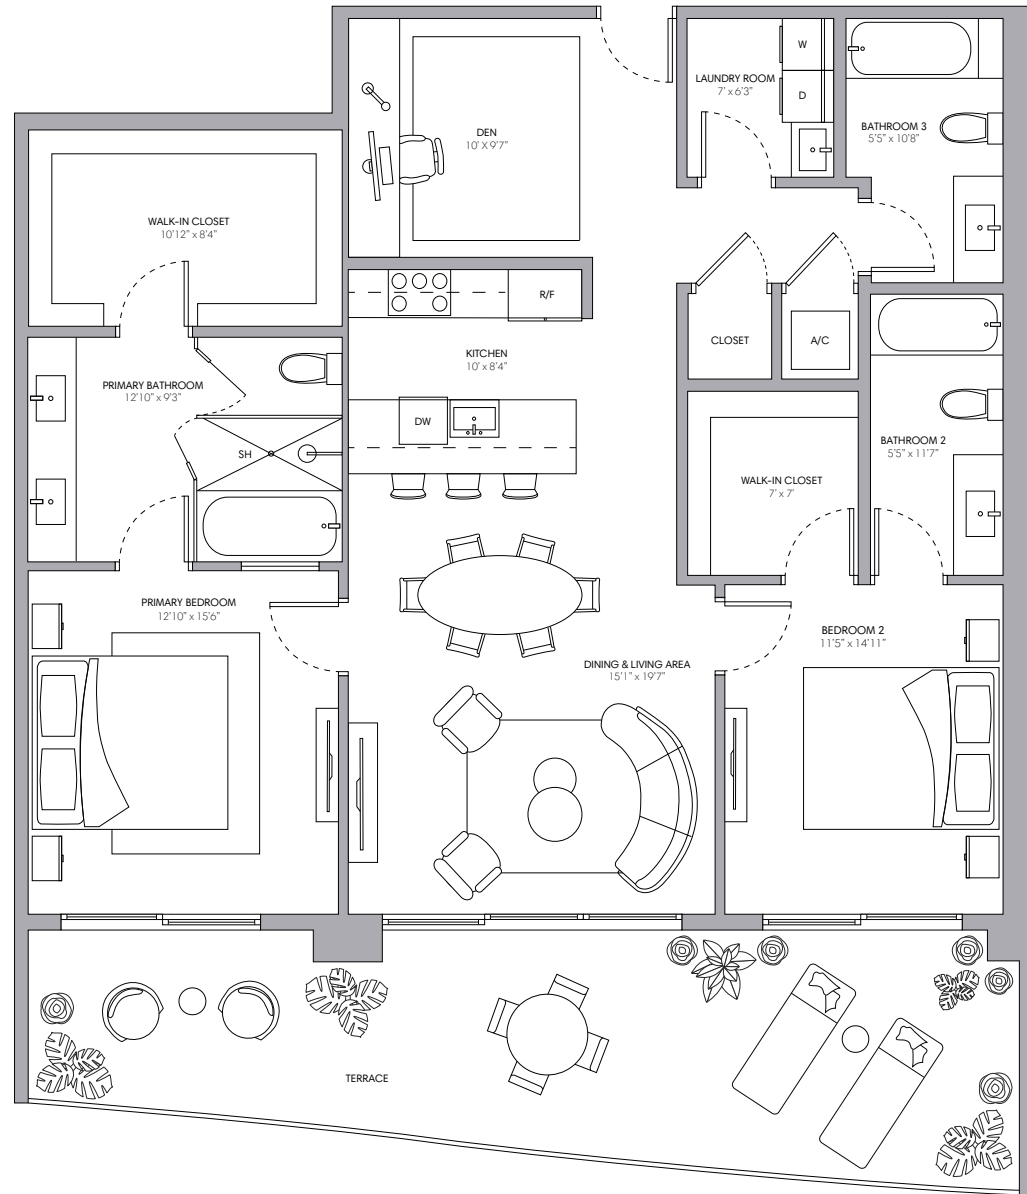 W
LAUNDRY ROOM
7' x 6'3"
D
DEN
10' X 9'7"
BATHROOM 3
5'5" x 10'8"
WALK-IN CLOSET
10'12" x 8'4"
R/F
CLOSET
A/C
KITCHEN
10' x 8'4"
PRIMARY BATHROOM
12'10" x 9'3"
DW
SH
BATHROOM 2
5'5" x 11'7"
WALK-IN CLOSET
7' x 7'
PRIMARY BEDROOM
12'10" x 15'6"
BEDROOM 2
11'5" x 14'11"
DINING & LIVING AREA
15'1" x 19'7"
TERRACE